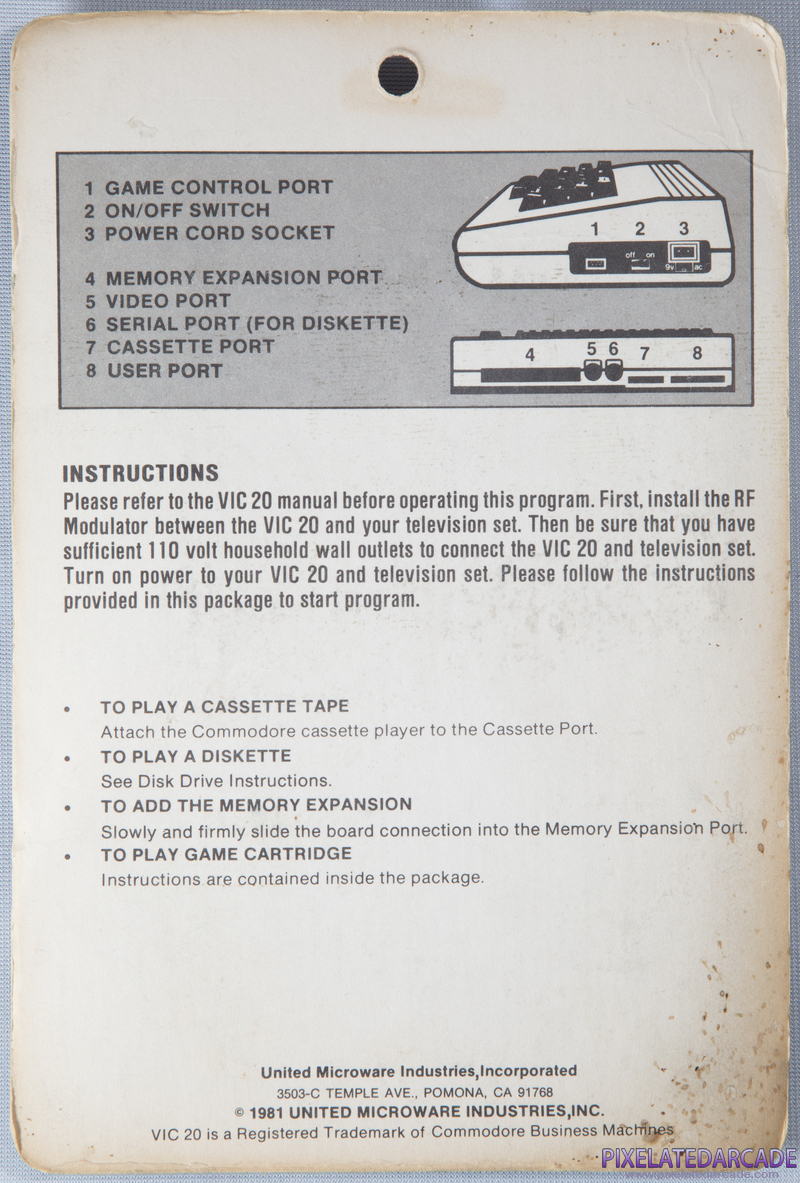 1 GAME CONTROL PORT
2 ON/OFF SWITCH
3 POWER CORD SOCKET
4 MEMORY EXPANSION PORT
5 VIDEO PORT
6 SERIAL PORT (FOR DISKETTE)
7 CASSETTE PORT
8 USER PORT
1 2 3
off on
9v ac
4 5 6 7 8
INSTRUCTIONS
Please refer to the VIC 20 manual before operating this program. First, install the RF
Modulator between the VIC 20 and your television set. Then be sure that you have
sufficient 110 volt household wall outlets to connect the VIC 20 and television set.
Turn on power to your VIC 20 and television set. Please follow the instructions
provided in this package to start program.
• TO PLAY A CASSETTE TAPE
Attach the Commodore cassette player to the Cassette Port.
• TO PLAY A DISKETTE
See Disk Drive Instructions.
• TO ADD THE MEMORY EXPANSION
Slowly and firmly slide the board connection into the Memory Expansion Port.
• TO PLAY GAME CARTRIDGE
Instructions are contained inside the package.
United Microware Industries,Incorporated
3503-C TEMPLE AVE., POMONA, CA 91768
© 1981 UNITED MICROWARE INDUSTRIES,INC.
VIC 20 is a Registered Trademark of Commodore Business Machines
PIXELATEDARCADE
www.pixelatedarcade.com